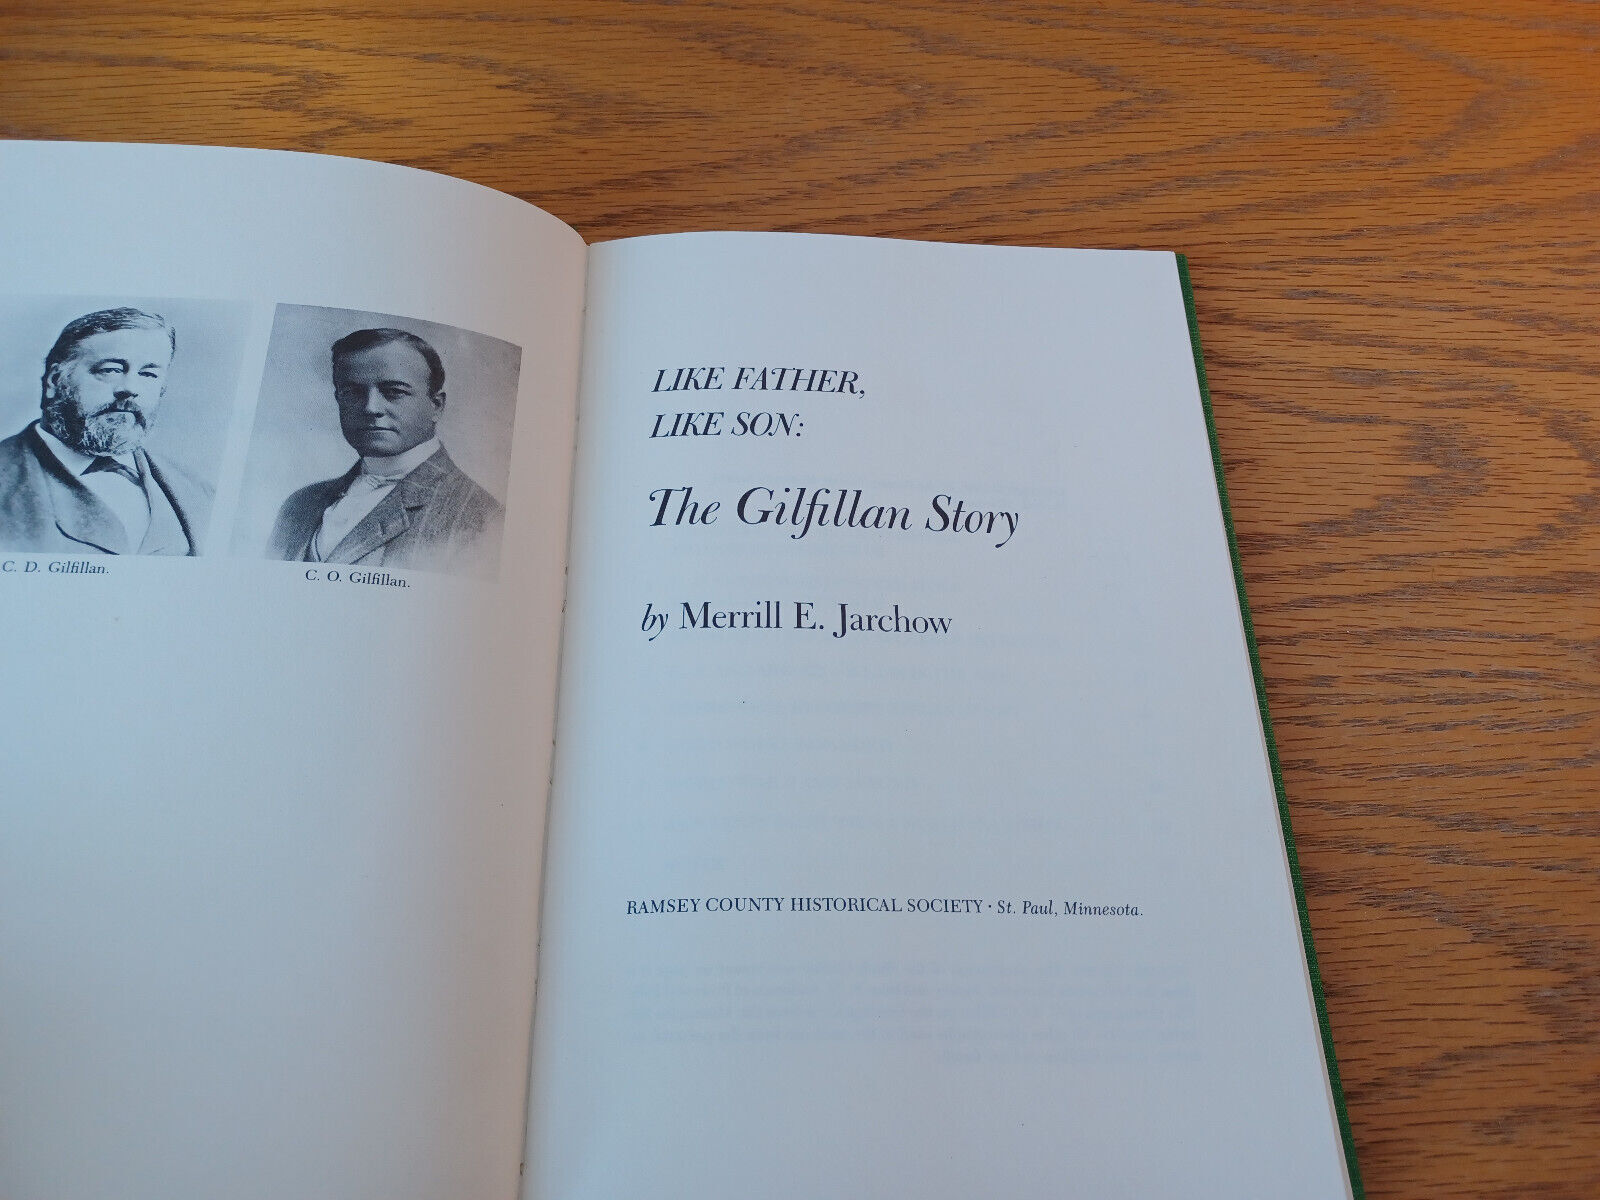 C. D. Gilfillan.
C. O. Gilfillan.
LIKE FATHER,
LIKE SON:
The Gilfillan Story
by Merrill E. Jarchow
RAMSEY COUNTY HISTORICAL SOCIETY · St. Paul, Minnesota.